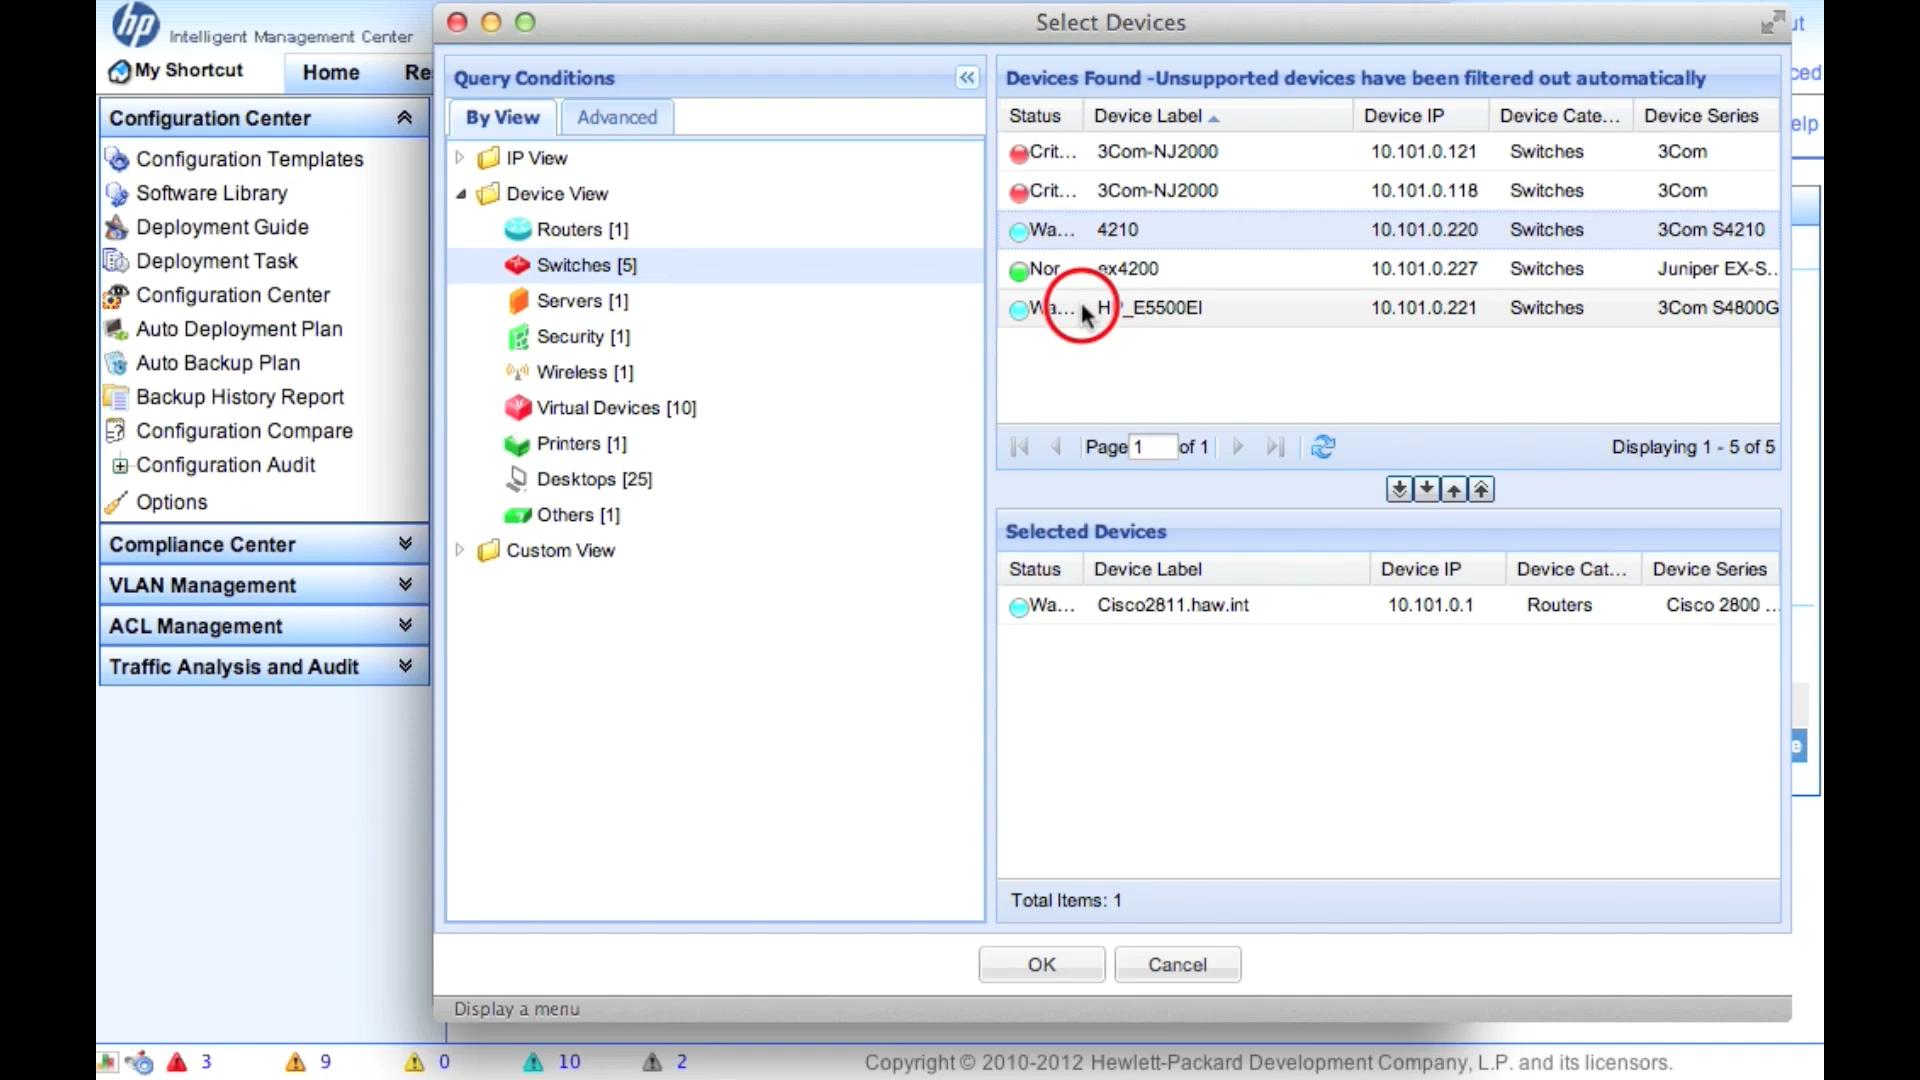 hp Intelligent Management Center
My Shortcut
Home
Re
Configuration Center
Configuration Templates
Software Library
Deployment Guide
Deployment Task
Configuration Center
Auto Deployment Plan
Auto Backup Plan
Backup History Report
Configuration Compare
Configuration Audit
Options
Compliance Center
VLAN Management
ACL Management
Traffic Analysis and Audit
Select Devices
Query Conditions
By View Advanced
IP View
Device View
Routers [1]
Switches [5]
Servers [1]
Security [1]
Wireless [1]
Virtual Devices [10]
Printers [1]
Desktops [25]
Others [1]
Custom View
Devices Found -Unsupported devices have been filtered out automatically
Status Device Label Device IP Device Cate... Device Series
Crit... 3Com-NJ2000 10.101.0.121 Switches 3Com
Crit... 3Com-NJ2000 10.101.0.118 Switches 3Com
Wa... 4210 10.101.0.220 Switches 3Com S4210
Nor ex4200 10.101.0.227 Switches Juniper EX-S..
Wa... HP_E5500EI 10.101.0.221 Switches 3Com S4800G
Page 1 of 1 Displaying 1 - 5 of 5
Selected Devices
Status Device Label Device IP Device Cat... Device Series
Wa... Cisco2811.haw.int 10.101.0.1 Routers Cisco 2800 ...
Total Items: 1
OK Cancel
Display a menu
ut
ced
elp
e
3 9 0 10 2
Copyright © 2010-2012 Hewlett-Packard Development Company, L.P. and its licensors.